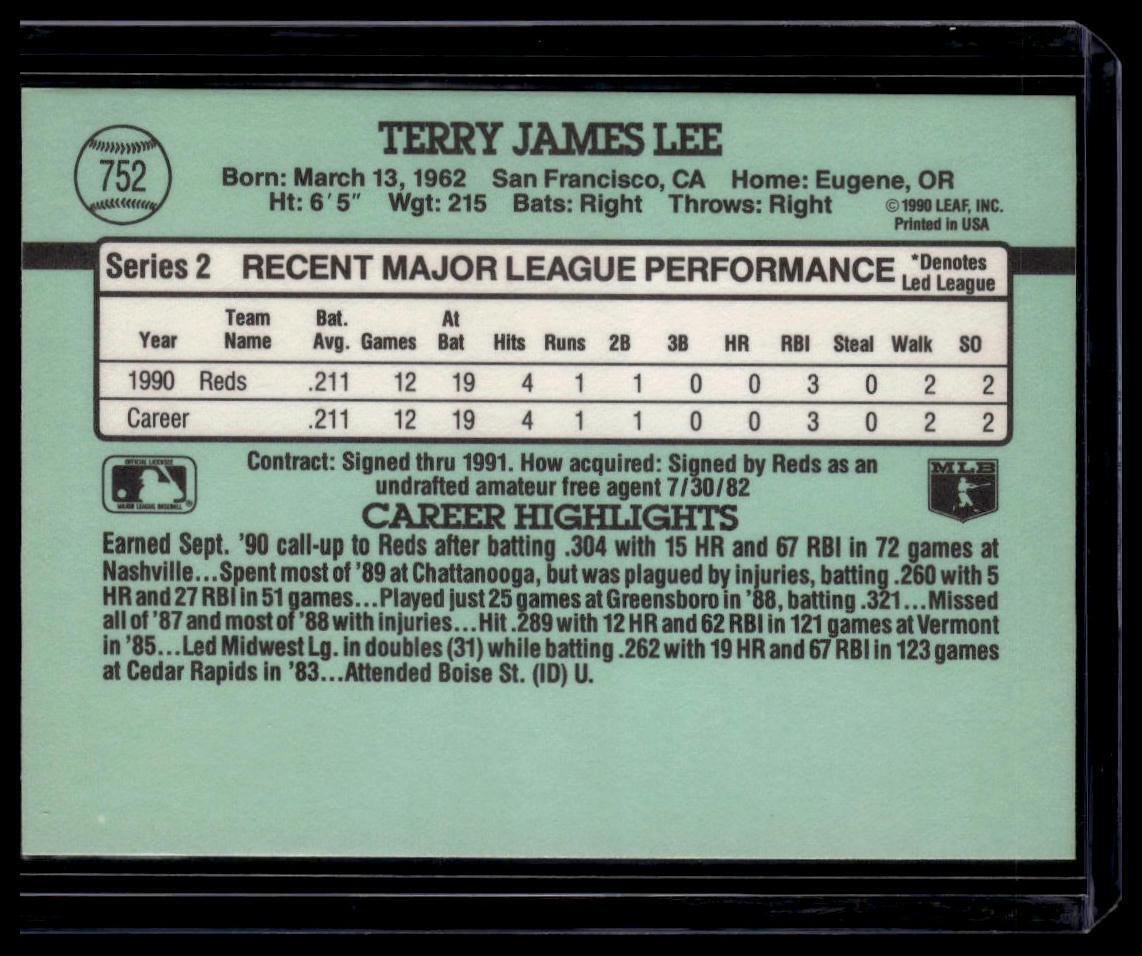 752
TERRY JAMES LEE
Born: March 13, 1962 San Francisco, CA Home: Eugene, OR
Ht: 6'5" Wgt: 215 Bats: Right Throws: Right
©1990 LEAF, INC.
Printed in USA
Series 2 RECENT MAJOR LEAGUE PERFORMANCE *Denotes Led League
Year Team Name Bat. Avg. Games At Bat Hits Runs 2B 3B HR RBI Steal Walk SO
1990 Reds .211 12 19 4 1 1 0 0 3 0 2 2
Career .211 12 19 4 1 1 0 0 3 0 2 2
OFFICIAL LICENSEE
MAJOR LEAGUE BASEBALL
®
Contract: Signed thru 1991. How acquired: Signed by Reds as an
undrafted amateur free agent 7/30/82
MLB
CAREER HIGHLIGHTS
Earned Sept. '90 call-up to Reds after batting .304 with 15 HR and 67 RBI in 72 games at
Nashville...Spent most of '89 at Chattanooga, but was plagued by injuries, batting .260 with 5
HR and 27 RBI in 51 games...Played just 25 games at Greensboro in '88, batting .321...Missed
all of '87 and most of '88 with injuries...Hit .289 with 12 HR and 62 RBI in 121 games at Vermont
in '85...Led Midwest Lg. in doubles (31) while batting .262 with 19 HR and 67 RBI in 123 games
at Cedar Rapids in '83...Attended Boise St. (ID) U.